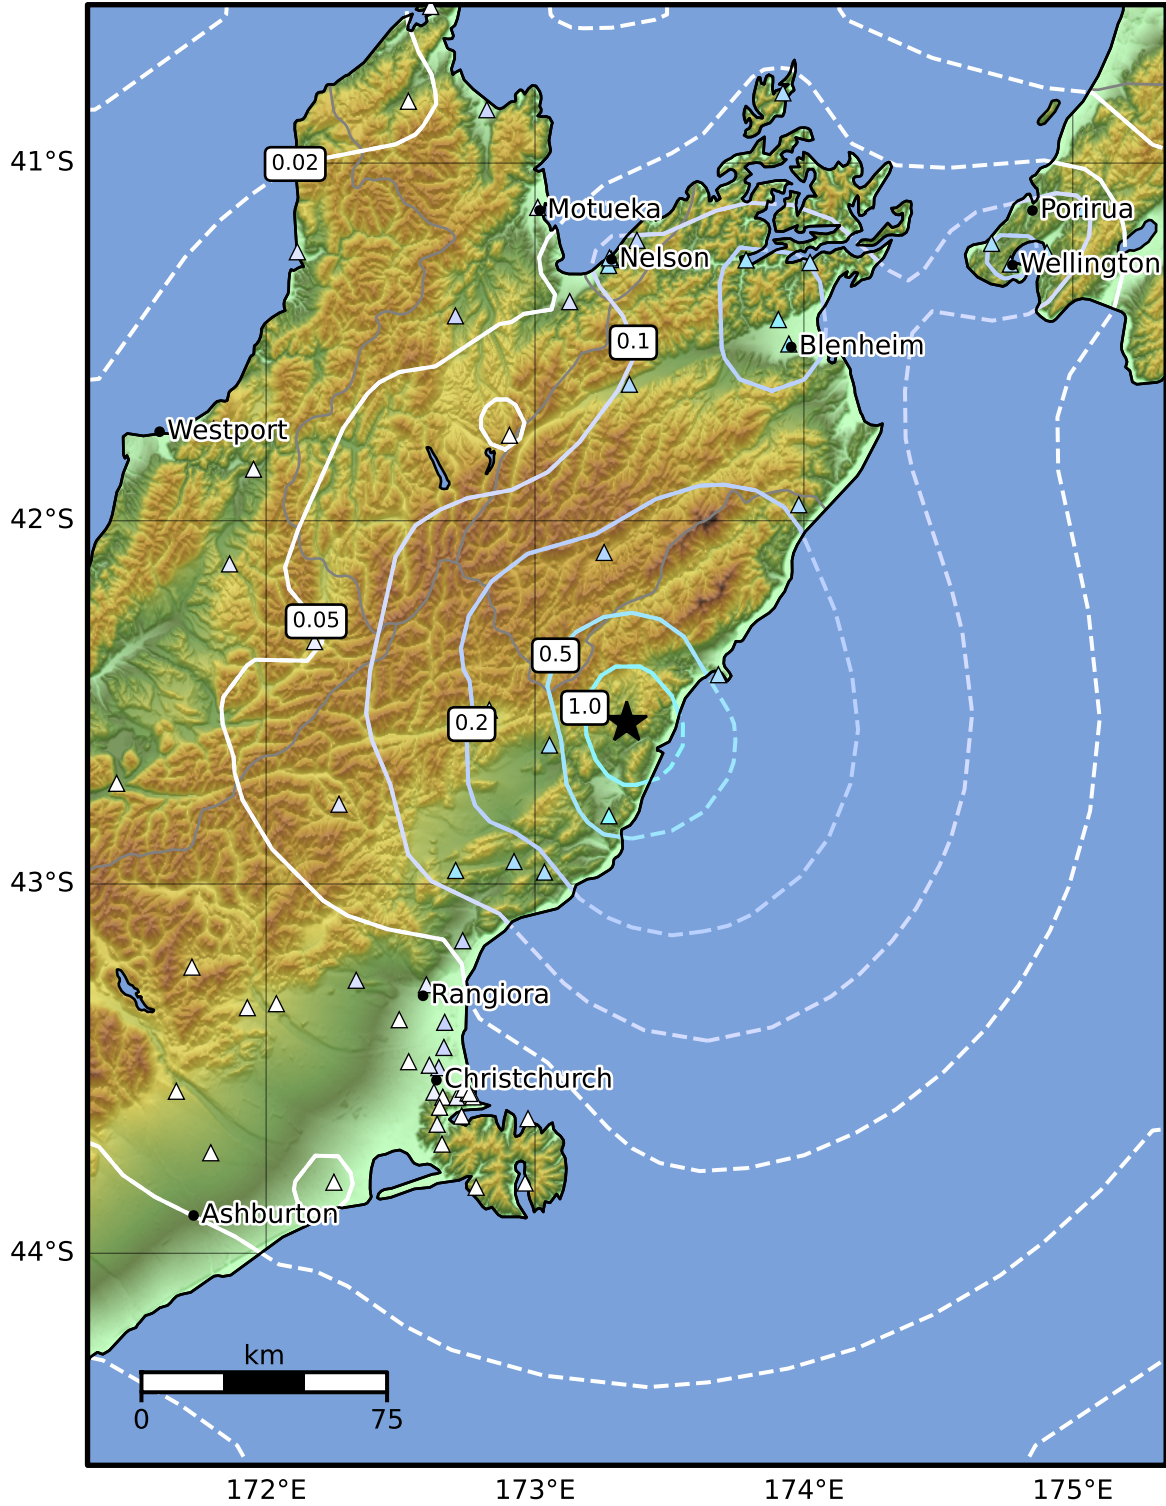 41°S
0.02
Motueka
Porirua
Nelson
Wellington
0.1
Blenheim
Westport
42°S
0.05
0.5
1.0
0.2
43°S
Rangiora
Christchurch
Ashburton
44°S
km
0
75
172°E
173°E
174°E
175°E